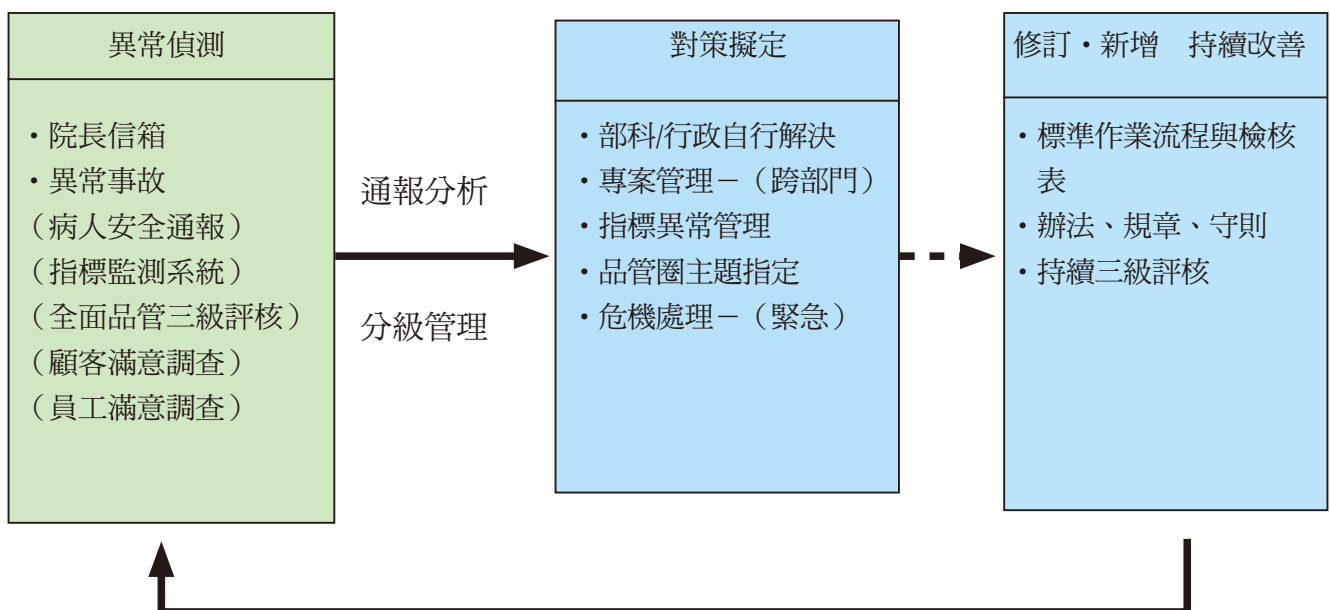 異常偵測
・院長信箱
・異常事故
(病人安全通報)
(指標監測系統)
(全面品管三級評核)
(顧客滿意調查)
(員工滿意調查)
通報分析
分級管理
對策擬定
・部科/行政自行解決
・專案管理－（跨部門）
・指標異常管理
・品管圈主題指定
・危機處理－（緊急）
修訂・新增　持續改善
・標準作業流程與檢核
表
・辦法、規章、守則
・持續三級評核